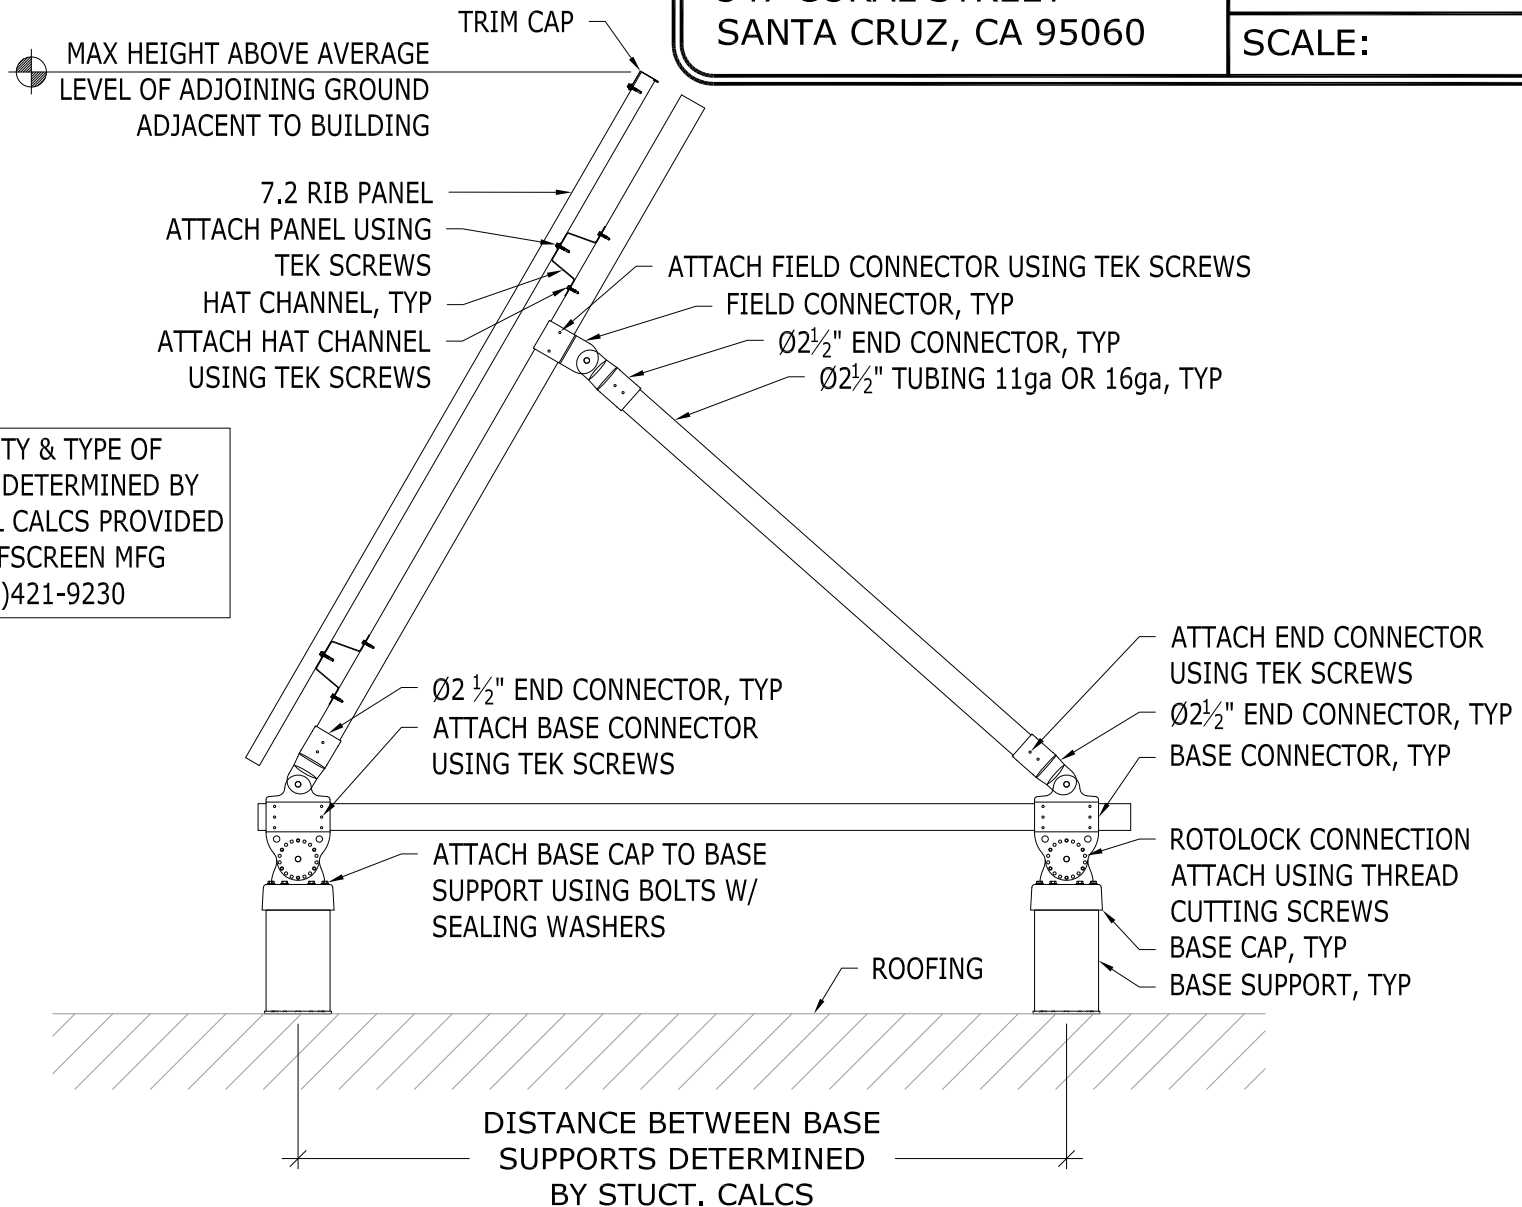 SANTA CRUZ, CA 95060
SCALE:
TRIM CAP
MAX HEIGHT ABOVE AVERAGE
LEVEL OF ADJOINING GROUND
ADJACENT TO BUILDING
7.2 RIB PANEL
ATTACH PANEL USING
TEK SCREWS
HAT CHANNEL, TYP
ATTACH HAT CHANNEL
USING TEK SCREWS
ATTACH FIELD CONNECTOR USING TEK SCREWS
FIELD CONNECTOR, TYP
Ø2½" END CONNECTOR, TYP
Ø2½" TUBING 11ga OR 16ga, TYP
TY & TYPE OF
DETERMINED BY
CALCS PROVIDED
FSCREEN MFG
)421-9230
Ø2 ½" END CONNECTOR, TYP
ATTACH BASE CONNECTOR
USING TEK SCREWS
ATTACH END CONNECTOR
USING TEK SCREWS
Ø2½" END CONNECTOR, TYP
BASE CONNECTOR, TYP
ATTACH BASE CAP TO BASE
SUPPORT USING BOLTS W/
SEALING WASHERS
ROTOLOCK CONNECTION
ATTACH USING THREAD
CUTTING SCREWS
BASE CAP, TYP
BASE SUPPORT, TYP
ROOFING
DISTANCE BETWEEN BASE
SUPPORTS DETERMINED
BY STUCT. CALCS